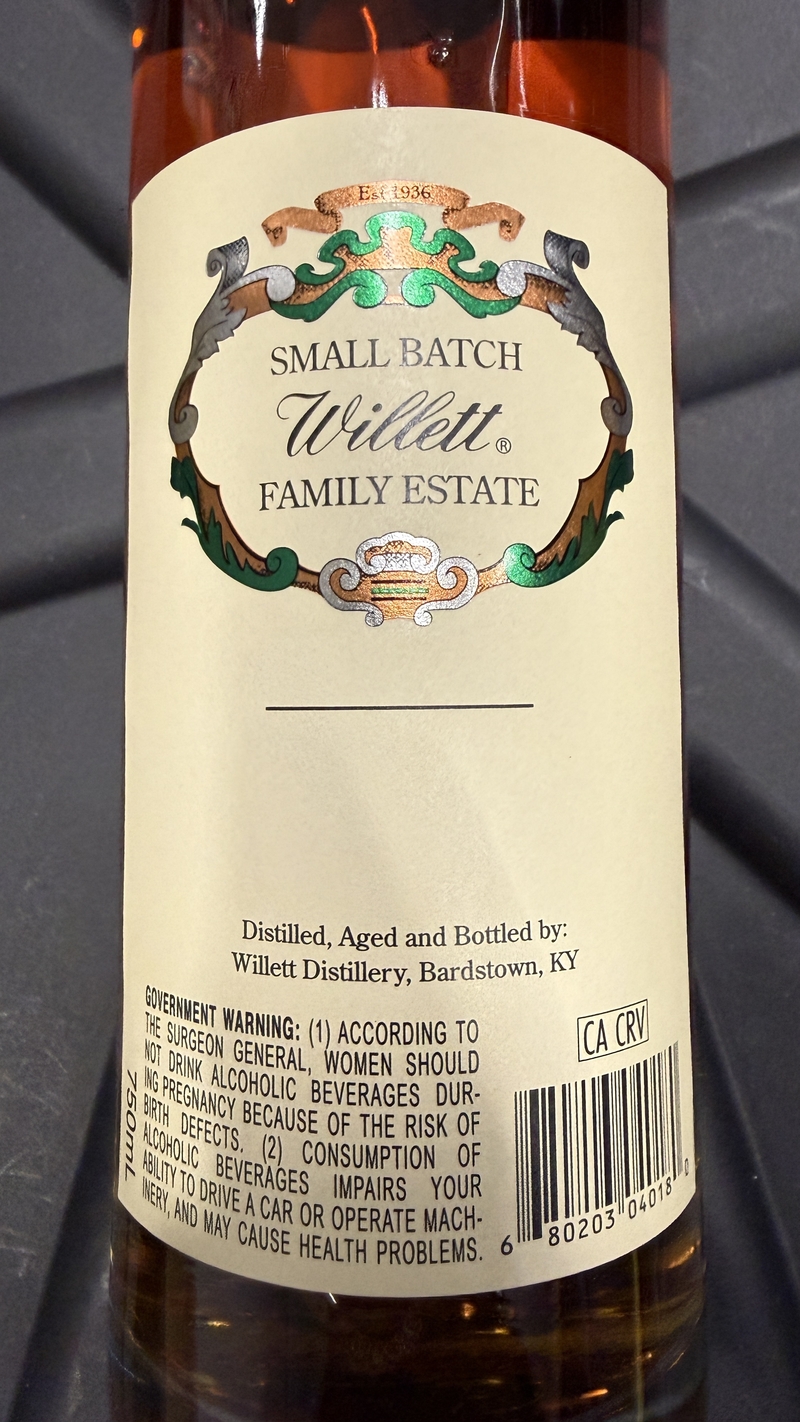 Est 1936
SMALL BATCH
Willett®
FAMILY ESTATE
Distilled, Aged and Bottled by:
Willett Distillery, Bardstown, KY
GOVERNMENT WARNING: (1) ACCORDING TO
THE SURGEON GENERAL, WOMEN SHOULD
NOT DRINK ALCOHOLIC BEVERAGES DUR-
ING PREGNANCY BECAUSE OF THE RISK OF
BIRTH DEFECTS. (2) CONSUMPTION OF
ALCOHOLIC BEVERAGES IMPAIRS YOUR
ABILITY TO DRIVE A CAR OR OPERATE MACH-
INERY, AND MAY CAUSE HEALTH PROBLEMS.
750mL
CA CRV
6 80203 04018 0